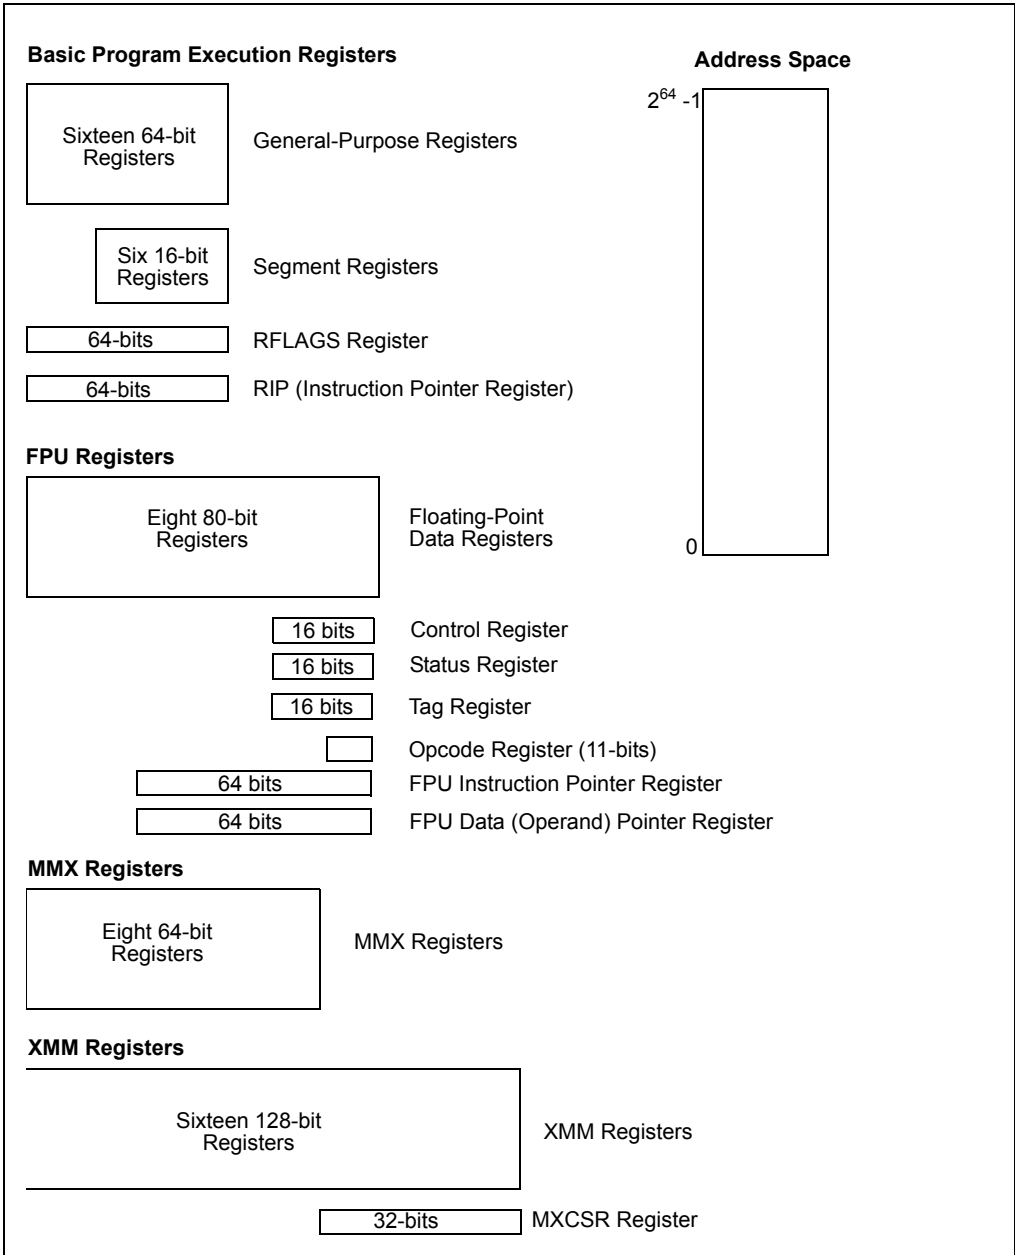 Basic Program Execution Registers
Address Space
2^64 -1
Sixteen 64-bit
Registers
General-Purpose Registers
Six 16-bit
Registers
Segment Registers
64-bits
RFLAGS Register
64-bits
RIP (Instruction Pointer Register)
FPU Registers
Eight 80-bit
Registers
Floating-Point
Data Registers
0
16 bits
Control Register
16 bits
Status Register
16 bits
Tag Register
Opcode Register (11-bits)
64 bits
FPU Instruction Pointer Register
64 bits
FPU Data (Operand) Pointer Register
MMX Registers
Eight 64-bit
Registers
MMX Registers
XMM Registers
Sixteen 128-bit
Registers
XMM Registers
32-bits
MXCSR Register